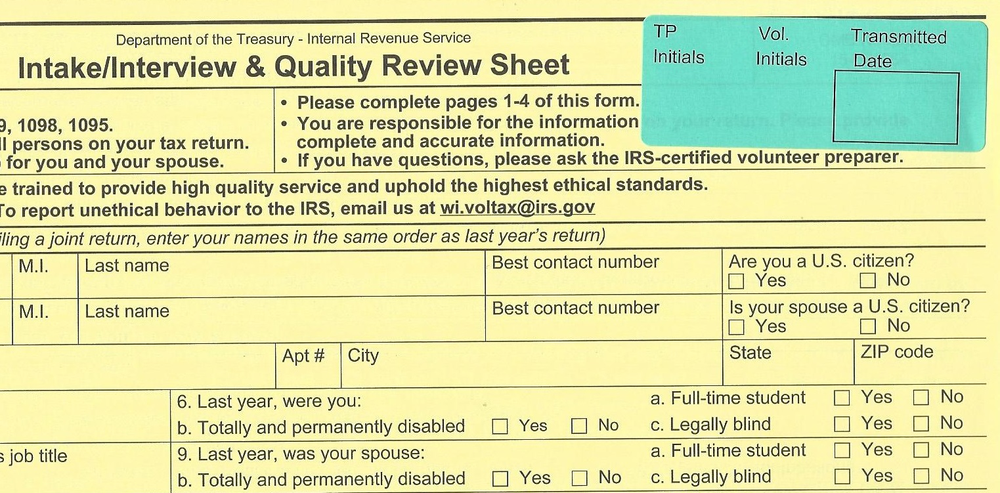 Department of the Treasury - Internal Revenue Service
Intake/Interview & Quality Review Sheet
TP Initials
Vol. Initials
Transmitted Date
9, 1098, 1095.
ll persons on your tax return.
for you and your spouse.
• Please complete pages 1-4 of this form.
• You are responsible for the information on your return. Please provide
complete and accurate information.
• If you have questions, please ask the IRS-certified volunteer preparer.
e trained to provide high quality service and uphold the highest ethical standards.
To report unethical behavior to the IRS, email us at wi.voltax@irs.gov
iling a joint return, enter your names in the same order as last year's return)
M.I. Last name Best contact number Are you a U.S. citizen?
☐ Yes ☐ No
M.I. Last name Best contact number Is your spouse a U.S. citizen?
☐ Yes ☐ No
Apt # City State ZIP code
6. Last year, were you: a. Full-time student ☐ Yes ☐ No
b. Totally and permanently disabled ☐ Yes ☐ No c. Legally blind ☐ Yes ☐ No
s job title 9. Last year, was your spouse: a. Full-time student ☐ Yes ☐ No
b. Totally and permanently disabled ☐ Yes ☐ No c. Legally blind ☐ Yes ☐ No